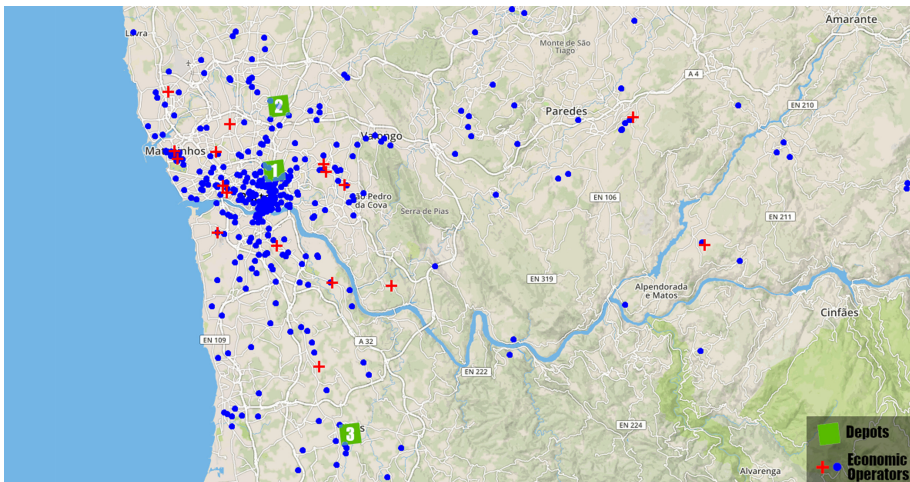 Lavra
Amarante
Monte de São
Tiago
A 4
EN 210
2
Paredes
Valongo
1
EN 106
Pedro
da Cova
Serra de Pias
EN 211
EN 319
Alpendorada
e Matos
Cinfães
EN 109
A 32
EN 222
EN 224
3
Alvarenga
Depots
Economic
Operators